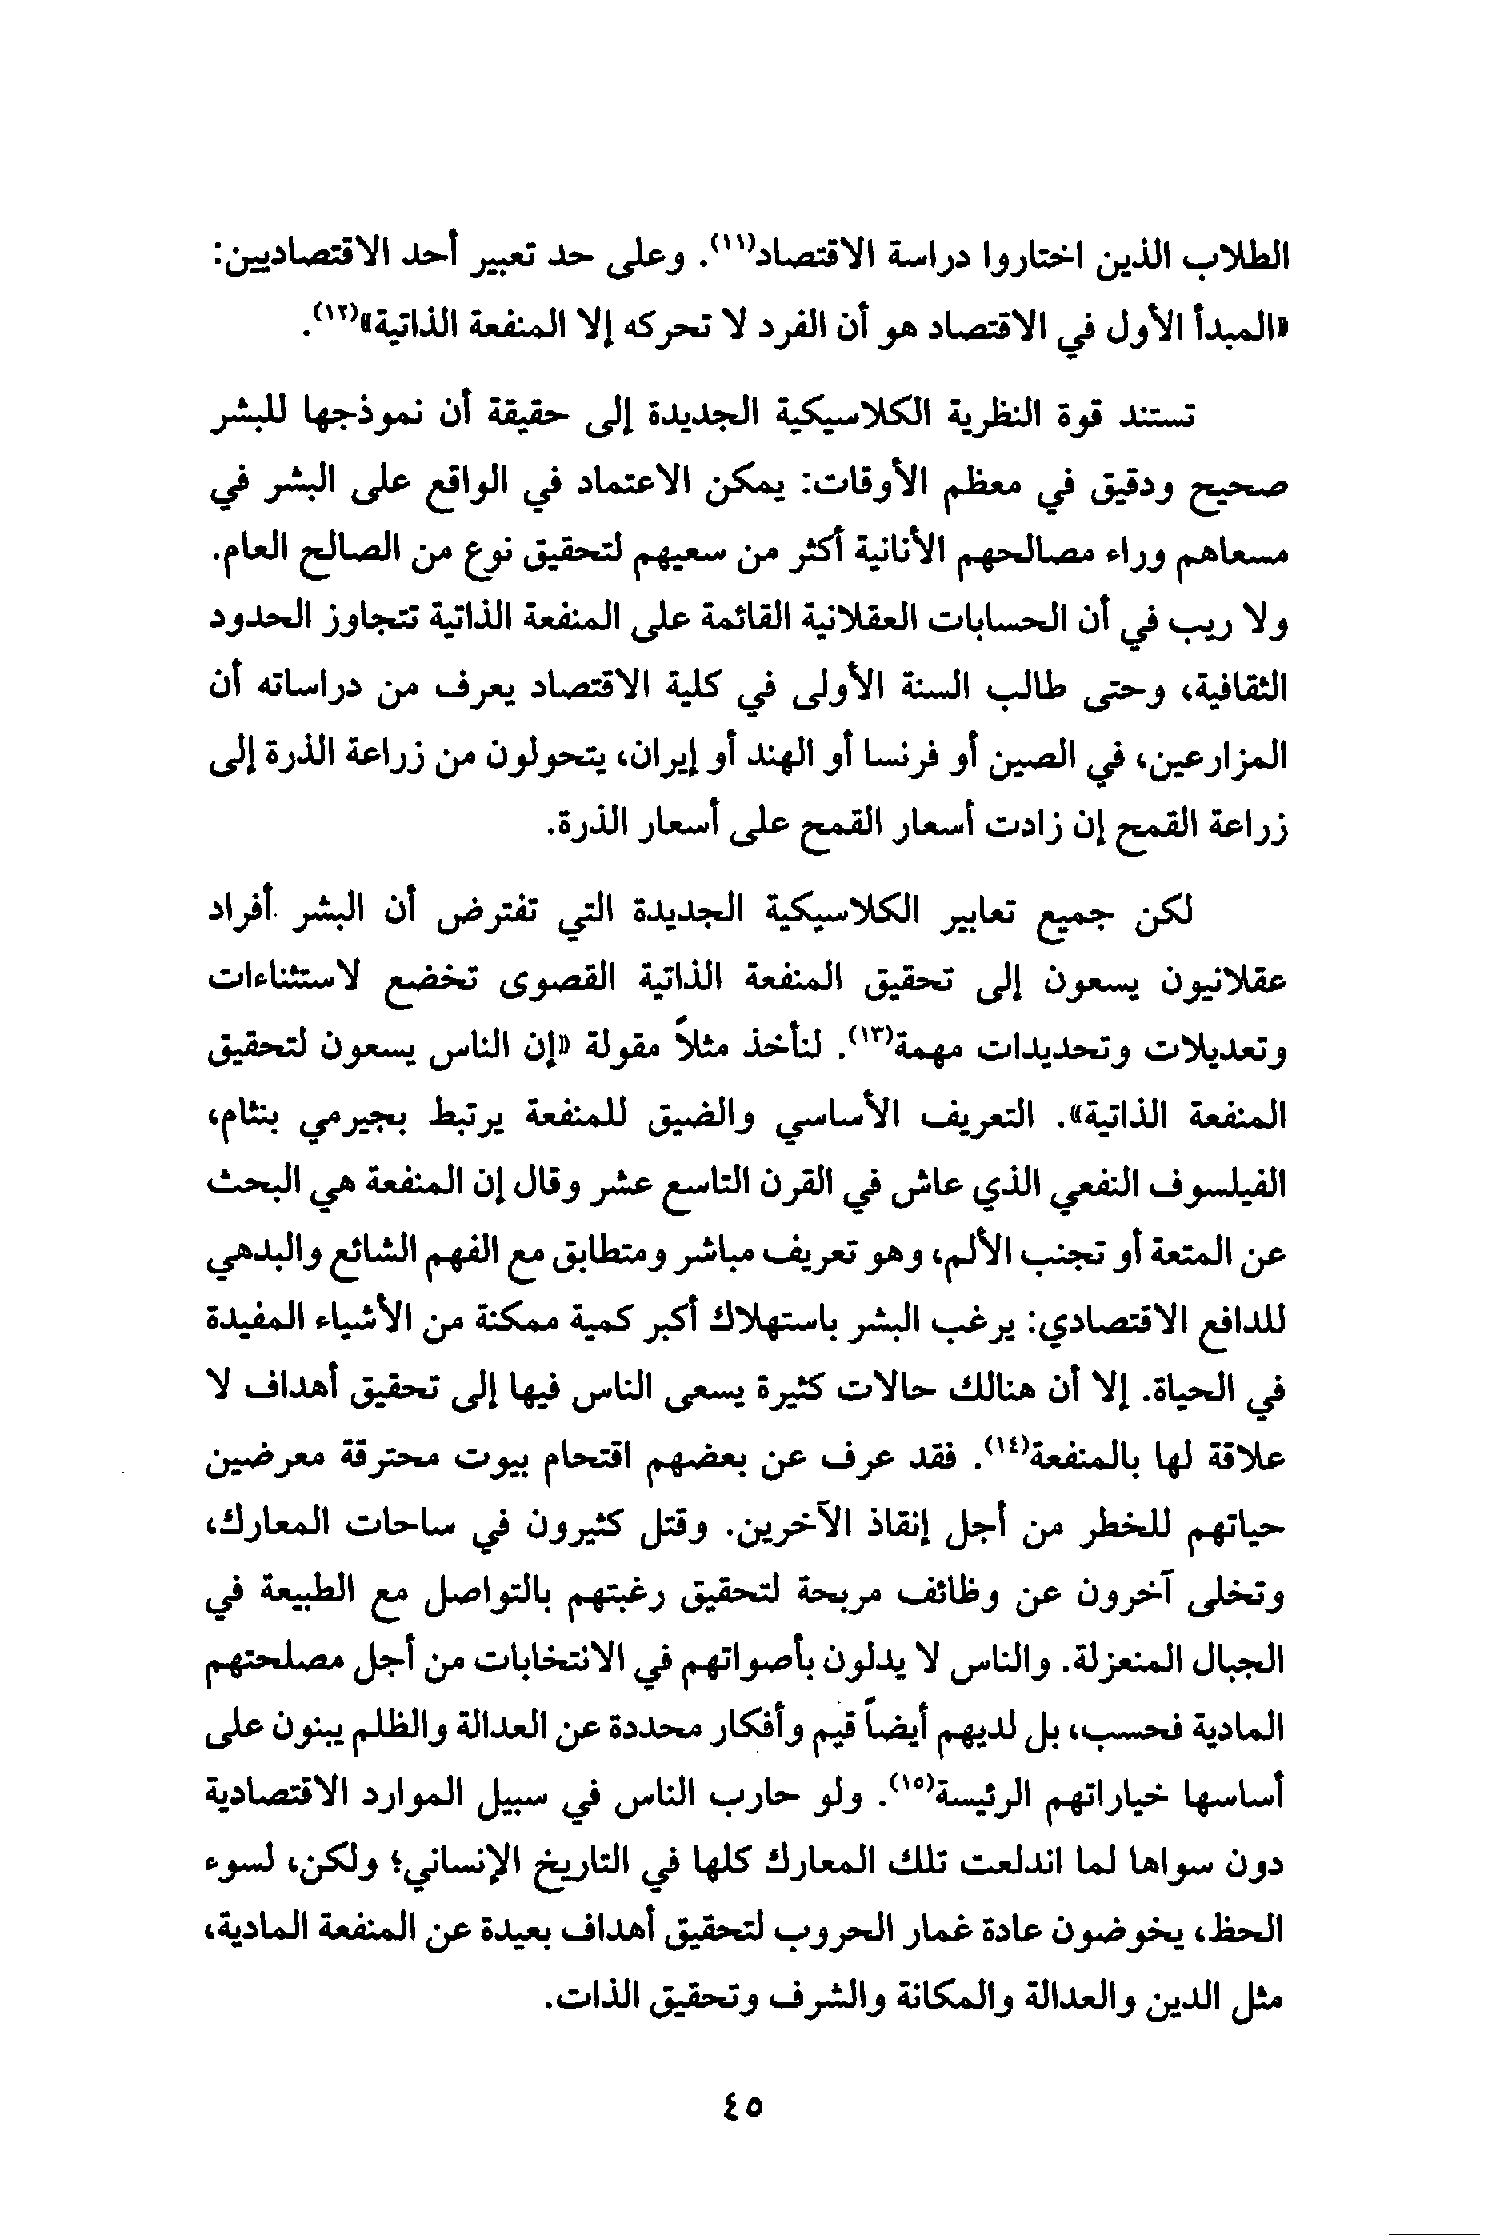 الطلاب الذين اختاروا دراسة الاقتصاد(١١). وعلى حد تعبير أحد الاقتصاديين:
«المبدأ الأول في الاقتصاد هو أن الفرد لا تحركه إلا المنفعة الذاتية»(١٢).
تستند قوة النظرية الكلاسيكية الجديدة إلى حقيقة أن نموذجها للبشر
صحيح ودقيق في معظم الأوقات: يمكن الاعتماد في الواقع على البشر في
مسعاهم وراء مصالحهم الأنانية أكثر من سعيهم لتحقيق نوع من الصالح العام.
ولا ريب في أن الحسابات العقلانية القائمة على المنفعة الذاتية تتجاوز الحدود
الثقافية، وحتى طالب السنة الأولى في كلية الاقتصاد يعرف من دراساته أن
المزارعين، في الصين أو فرنسا أو الهند أو إيران، يتحولون من زراعة الذرة إلى
زراعة القمح إن زادت أسعار القمح على أسعار الذرة.
لكن جميع تعابير الكلاسيكية الجديدة التي تفترض أن البشر أفراد
عقلانيون يسعون إلى تحقيق المنفعة الذاتية القصوى تخضع لاستثناءات
وتعديلات وتحديدات مهمة(١٣). لنأخذ مثلاً مقولة «إن الناس يسعون لتحقيق
المنفعة الذاتية». التعريف الأساسي والضيق للمنفعة يرتبط بجيرمي بنثام،
الفيلسوف النفعي الذي عاش في القرن التاسع عشر وقال إن المنفعة هي البحث
عن المتعة أو تجنب الألم، وهو تعريف مباشر ومتطابق مع الفهم الشائع والبدهي
للدافع الاقتصادي: يرغب البشر باستهلاك أكبر كمية ممكنة من الأشياء المفيدة
في الحياة. إلا أن هنالك حالات كثيرة يسعى الناس فيها إلى تحقيق أهداف لا
علاقة لها بالمنفعة(١٤). فقد عرف عن بعضهم اقتحام بيوت محترقة معرضين
حياتهم للخطر من أجل إنقاذ الآخرين. وقتل كثيرون في ساحات المعارك،
وتخلى آخرون عن وظائف مربحة لتحقيق رغبتهم بالتواصل مع الطبيعة في
الجبال المنعزلة. والناس لا يدلون بأصواتهم في الانتخابات من أجل مصلحتهم
المادية فحسب، بل لديهم أيضاً قيم وأفكار محددة عن العدالة والظلم يبنون على
أساسها خياراتهم الرئيسة(١٥). ولو حارب الناس في سبيل الموارد الاقتصادية
دون سواها لما اندلعت تلك المعارك كلها في التاريخ الإنساني؛ ولكن، لسوء
الحظ، يخوضون عادة غمار الحروب لتحقيق أهداف بعيدة عن المنفعة المادية،
مثل الدين والعدالة والمكانة والشرف وتحقيق الذات.
٤٥